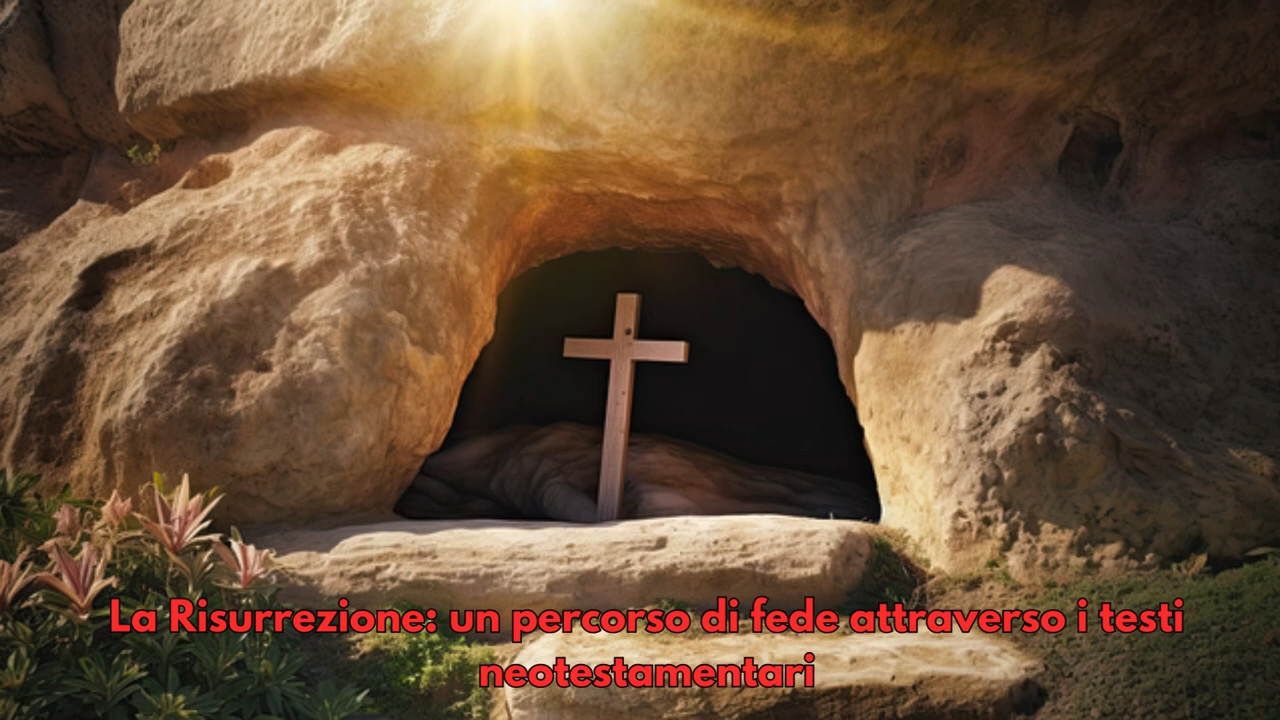 La Risurrezione: un percorso di fede attraverso i testi
neotestamentari